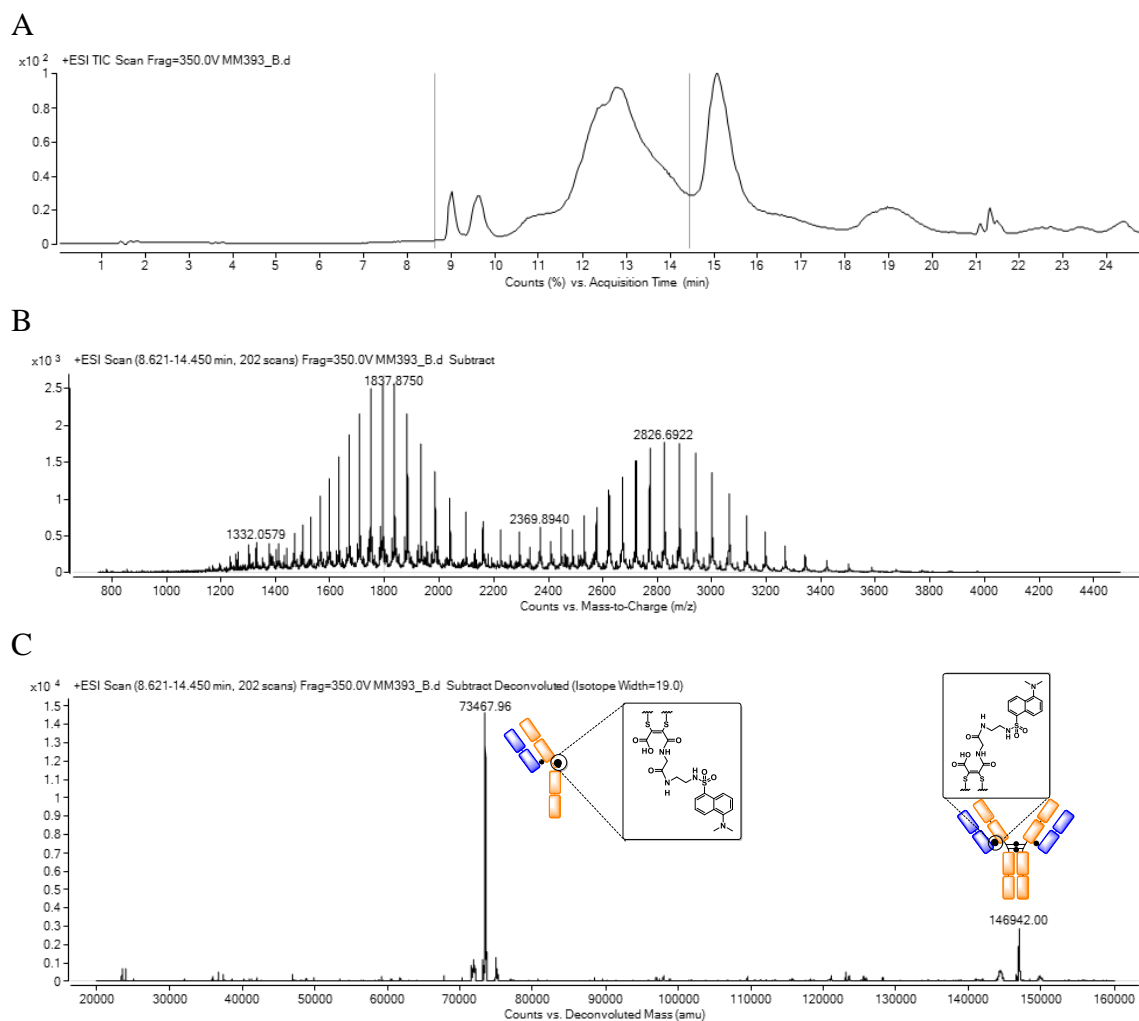 A
+ESI TIC Scan Frag=350.0V MM393_B.d
x10 2
1
0.8
0.6
0.4
0.2
0
1 2 3 4 5 6 7 8 9 10 11 12 13 14 15 16 17 18 19 20 21 22 23 24
Counts (%) vs. Acquisition Time (min)
B
+ESI Scan (8.621-14.450 min, 202 scans) Frag=350.0V MM393_B.d Subtract
x10 3
2.5
2
1.5
1
0.5
0
1837.8750
2826.6922
2369.8940
1332.0579
800 1000 1200 1400 1600 1800 2000 2200 2400 2600 2800 3000 3200 3400 3600 3800 4000 4200 4400
Counts vs. Mass-to-Charge (m/z)
C
+ESI Scan (8.621-14.450 min, 202 scans) Frag=350.0V MM393_B.d Subtract Deconvoluted (Isotope Width=19.0)
x10 4
1.5
1.4
1.3
1.2
1.1
1
0.9
0.8
0.7
0.6
0.5
0.4
0.3
0.2
0.1
0
73467.96
S S
HO O O
NH
O
N
H
H
N
S
O
O
N
N
O
S
O
NH
N
H
O
HO
O
NH
O
S S
146942.00
20000 30000 40000 50000 60000 70000 80000 90000 100000 110000 120000 130000 140000 150000 160000
Counts vs. Deconvoluted Mass (amu)